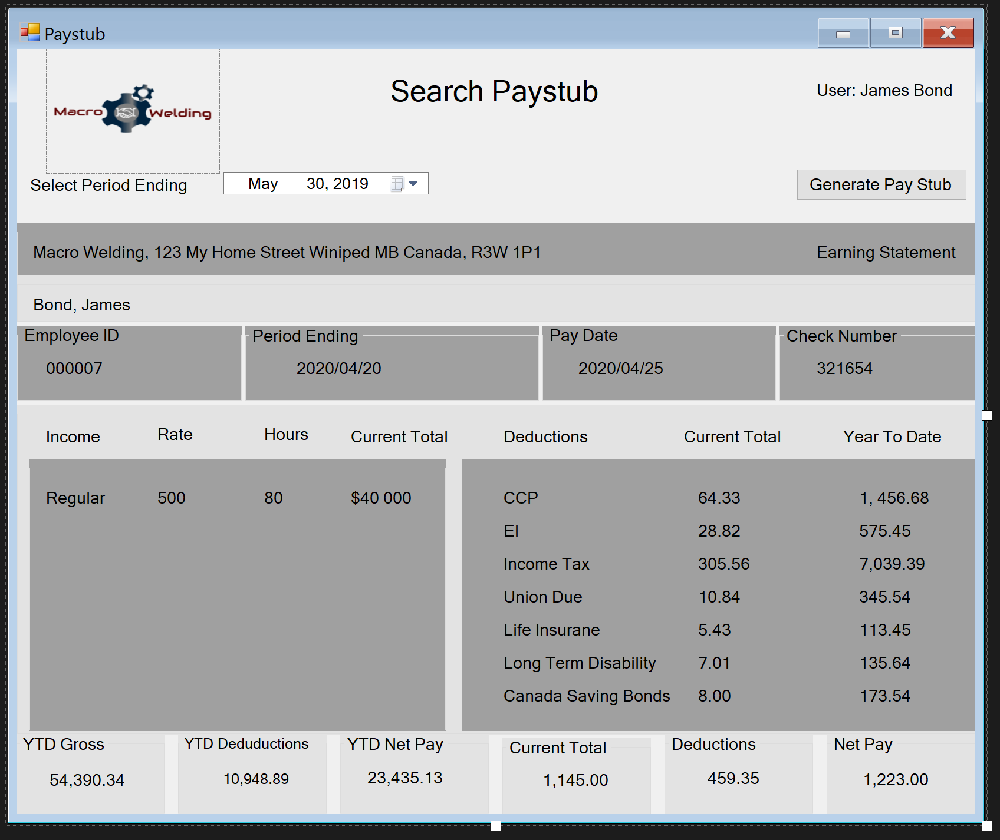 Paystub
Macro Welding
Search Paystub
User: James Bond
Select Period Ending
May 30, 2019
Generate Pay Stub
Macro Welding, 123 My Home Street Winiped MB Canada, R3W 1P1
Earning Statement
Bond, James
Employee ID
000007
Period Ending
2020/04/20
Pay Date
2020/04/25
Check Number
321654
Income Rate Hours Current Total
Regular 500 80 $40 000
Deductions Current Total Year To Date
CCP 64.33 1, 456.68
EI 28.82 575.45
Income Tax 305.56 7,039.39
Union Due 10.84 345.54
Life Insurane 5.43 113.45
Long Term Disability 7.01 135.64
Canada Saving Bonds 8.00 173.54
YTD Gross
54,390.34
YTD Deduductions
10,948.89
YTD Net Pay
23,435.13
Current Total
1,145.00
Deductions
459.35
Net Pay
1,223.00